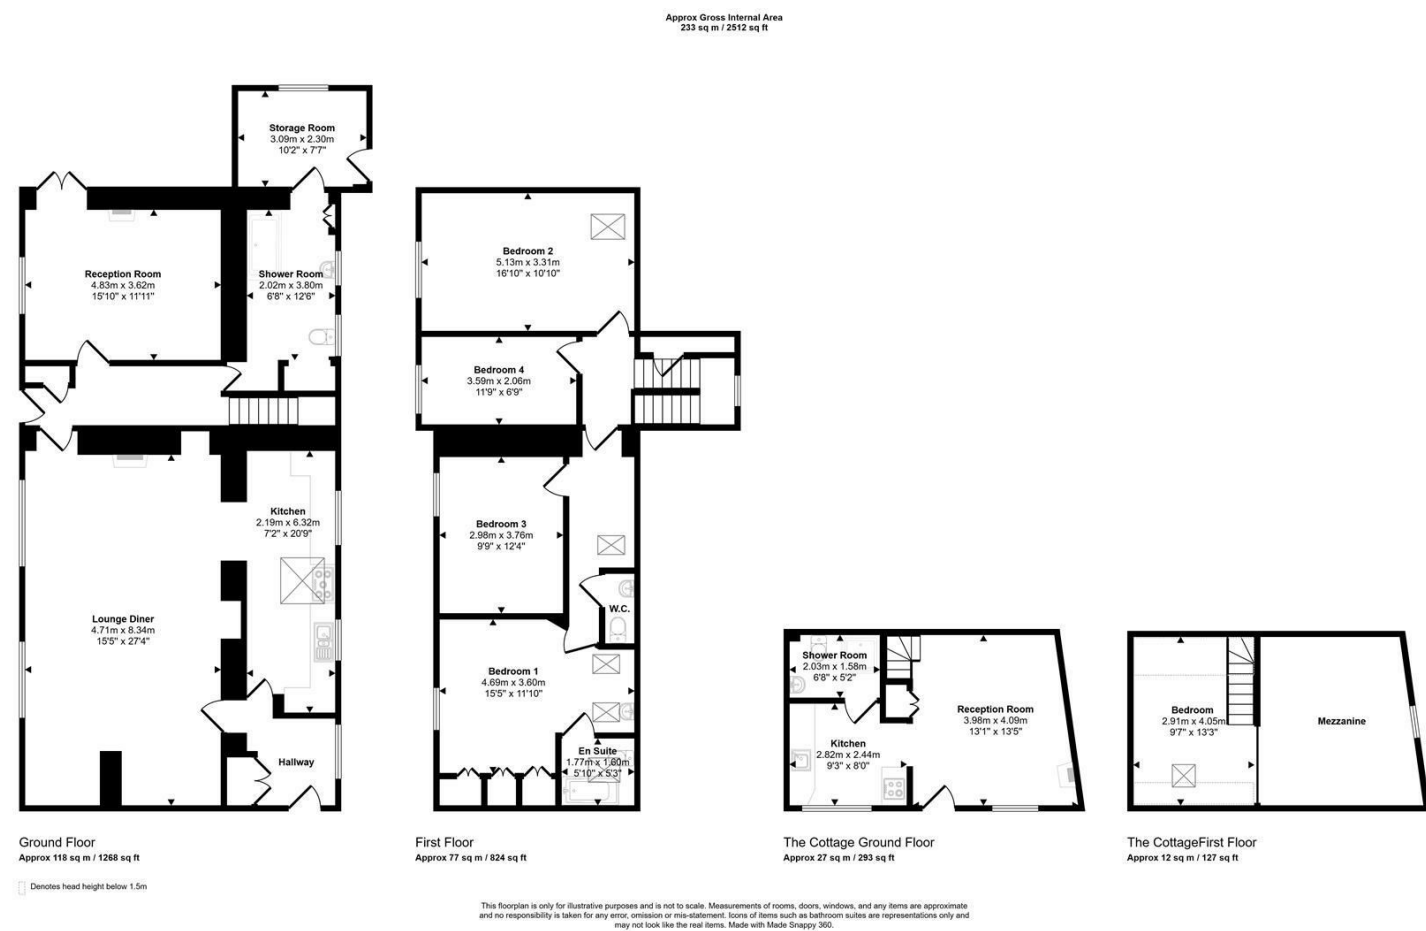 Approx Gross Internal Area
233 sq m / 2512 sq ft
Storage Room
3.09m x 2.30m
10'2" x 7'7"
Reception Room
4.83m x 3.62m
15'10" x 11'11"
Shower Room
2.02m x 3.80m
6'8" x 12'6"
Kitchen
2.19m x 6.32m
7'2" x 20'9"
Lounge Diner
4.71m x 8.34m
15'5" x 27'4"
Hallway
Ground Floor
Approx 118 sq m / 1268 sq ft
Denotes head height below 1.5m
Bedroom 2
5.13m x 3.31m
16'10" x 10'10"
Bedroom 4
3.59m x 2.06m
11'9" x 6'9"
Bedroom 3
2.98m x 3.76m
9'9" x 12'4"
W.C.
Bedroom 1
4.69m x 3.60m
15'5" x 11'10"
En Suite
1.77m x 1.60m
5'10" x 5'3"
First Floor
Approx 77 sq m / 824 sq ft
Shower Room
2.03m x 1.58m
6'8" x 5'2"
Reception Room
3.98m x 4.09m
13'1" x 13'5"
Kitchen
2.82m x 2.44m
9'3" x 8'0"
The Cottage Ground Floor
Approx 27 sq m / 293 sq ft
Bedroom
2.91m x 4.05m
9'7" x 13'3"
Mezzanine
The CottageFirst Floor
Approx 12 sq m / 127 sq ft
This floorplan is only for illustrative purposes and is not to scale. Measurements of rooms, doors, windows, and any items are approximate
and no responsibility is taken for any error, omission or mis-statement. Icons of items such as bathroom suites are representations only and
may not look like the real items. Made with Made Snappy 360.